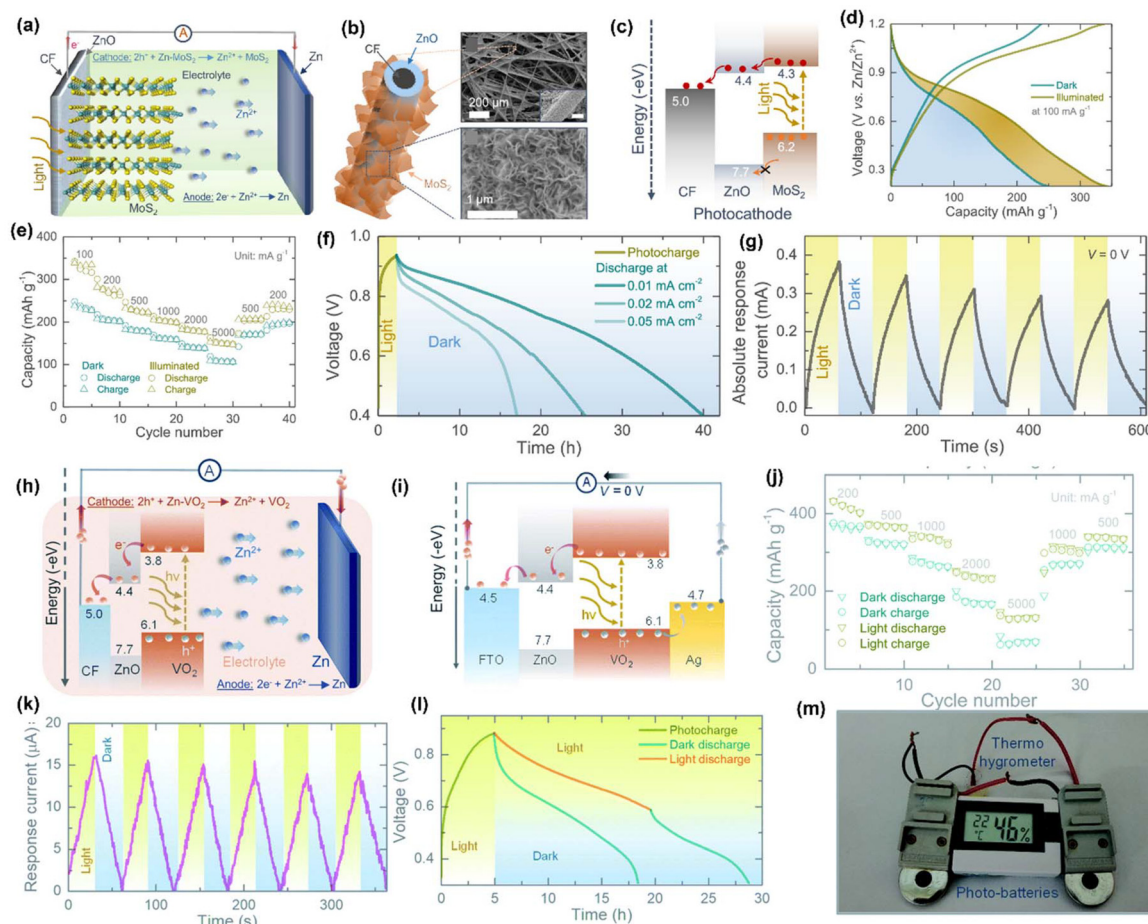 (a)
ZnO
CF
e⁻
A
Zn
Cathode: 2h⁺ + Zn-MoS₂ → Zn²⁺ + MoS₂
Electrolyte
Zn²⁺
Light
Anode: 2e⁻ + Zn²⁺ → Zn
MoS₂
(b)
CF
ZnO
200 μm
MoS₂
1 μm
(c)
Energy (-eV)
4.4
4.3
5.0
Light
6.2
7.7
CF
ZnO
MoS₂
Photocathode
(d)
Voltage (V vs. Zn/Zn²⁺)
1.2
0.9
0.6
0.3
Dark
Illuminated
at 100 mA g⁻¹
0 100 200 300
Capacity (mAh g⁻¹)
(e)
Capacity (mAh g⁻¹)
400
350
300
250
200
150
100
50
0
Unit: mA g⁻¹
100
200
500
1000
2000
5000
500
200
Dark Illuminated
Discharge Discharge
Charge Charge
0 10 20 30 40
Cycle number
(f)
Voltage (V)
1.0
0.8
0.6
0.4
Photocharge
Discharge at
0.01 mA cm⁻²
0.02 mA cm⁻²
0.05 mA cm⁻²
Light
Dark
0 10 20 30 40
Time (h)
(g)
Absolute response
current (mA)
0.4
0.3
0.2
0.1
0.0
V = 0 V
Dark
Light
0 200 400 600
Time (s)
(h)
A
Cathode: 2h⁺ + Zn-VO₂ → Zn²⁺ + VO₂
Energy (-eV)
e⁻
3.8
Zn²⁺
4.4
hν
5.0
6.1
7.7
h⁺
CF
ZnO
VO₂
Electrolyte
Zn
Anode: 2e⁻ + Zn²⁺ → Zn
(i)
A
V = 0 V
Energy (-eV)
e⁻
3.8
4.5
4.4
hν
4.7
6.1
7.7
h⁺
FTO
ZnO
VO₂
Ag
(j)
Capacity (mAh g⁻¹)
400
200
0
Unit: mA g⁻¹
200
500
1000
2000
5000
1000
500
Dark discharge
Dark charge
Light discharge
Light charge
10 20 30
Cycle number
(k)
Response current (μA)
25
20
15
10
5
0
Dark
Light
0 100 200 300
Time (s)
(l)
Voltage (V)
0.8
0.6
0.4
Photocharge
Dark discharge
Light discharge
Light
Light
Dark
0 5 10 15 20 25 30
Time (h)
(m)
Thermo
hygrometer
22
℃
46%
Photo-batteries